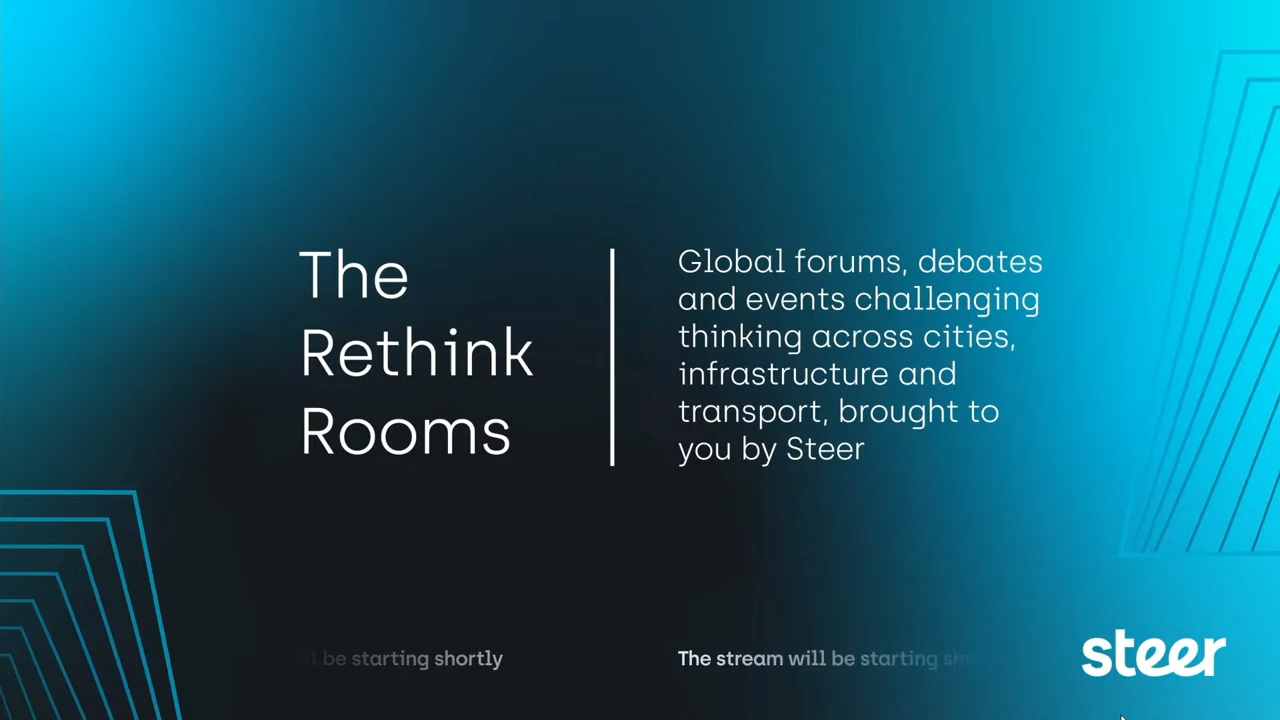 The
Rethink
Rooms
Global forums, debates
and events challenging
thinking across cities,
infrastructure and
transport, brought to
you by Steer
be starting shortly
The stream will be starting
steer